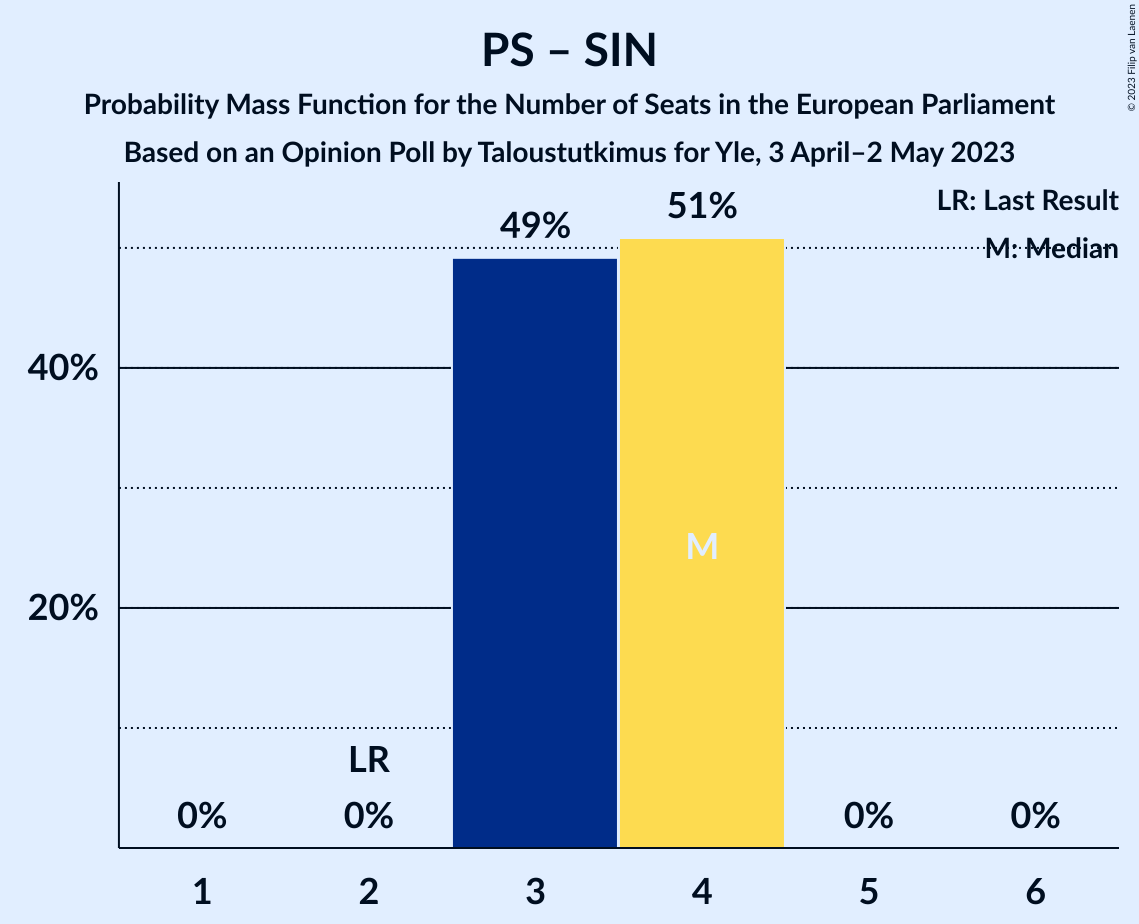 PS – SIN
Probability Mass Function for the Number of Seats in the European Parliament
Based on an Opinion Poll by Taloustutkimus for Yle, 3 April–2 May 2023
© 2023 Filip van Laenen
LR: Last Result
M: Median
49%
51%
40%
20%
M
LR
0%
0%
0%
0%
1
2
3
4
5
6